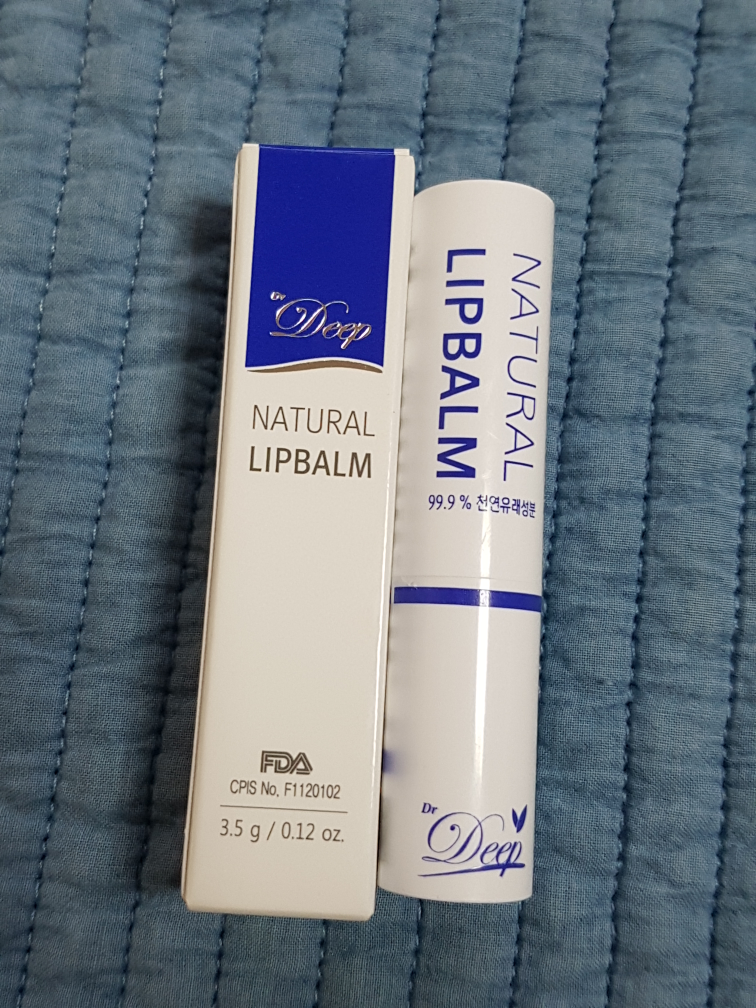 Dr
Deep
NATURAL
LIPBALM
FDA
CPIS No. F1120102
3.5 g / 0.12 oz.
NATURAL
LIPBALM
99.9 % 천연유래성분
Dr
Deep